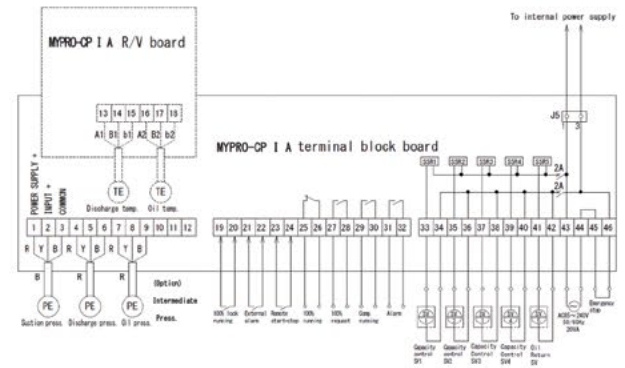 To internal power supply
MYPRO-CP I A R/V board
13 14 15 16 17 18
A1 B1 b1 A2 B2 b2
J5
1 3
MYPRO-CP I A terminal block board
SSR1 SSR2 SSR3 SSR4 SSR5
2A
2A
TE TE
Discharge temp. Oil temp.
POWER SUPPLY +
INPUT +
COMMON
1 2 3 4 5 6 7 8 9 10 11 12
19 20 21 22 23 24 25 26 27 28 29 30 31 32
33 34 35 36 37 38 39 40 41 42 43 44 45 46
R Y B R Y B R Y B
B R R
PE PE PE
Suction press. Discharge press. Oil press.
(Option)
Intermediate
Press.
100% lock
running
External
alarm
Remote
start-stop
100%
running
100%
request
Comp
running
Alarm
Capacity
control
SV1
Capacity
control
SV2
Capacity
Control
SV3
Capacity
Control
SV4
Oil
Return
SV
AC85~240V
50/60Hz
20VA
Emergency
stop